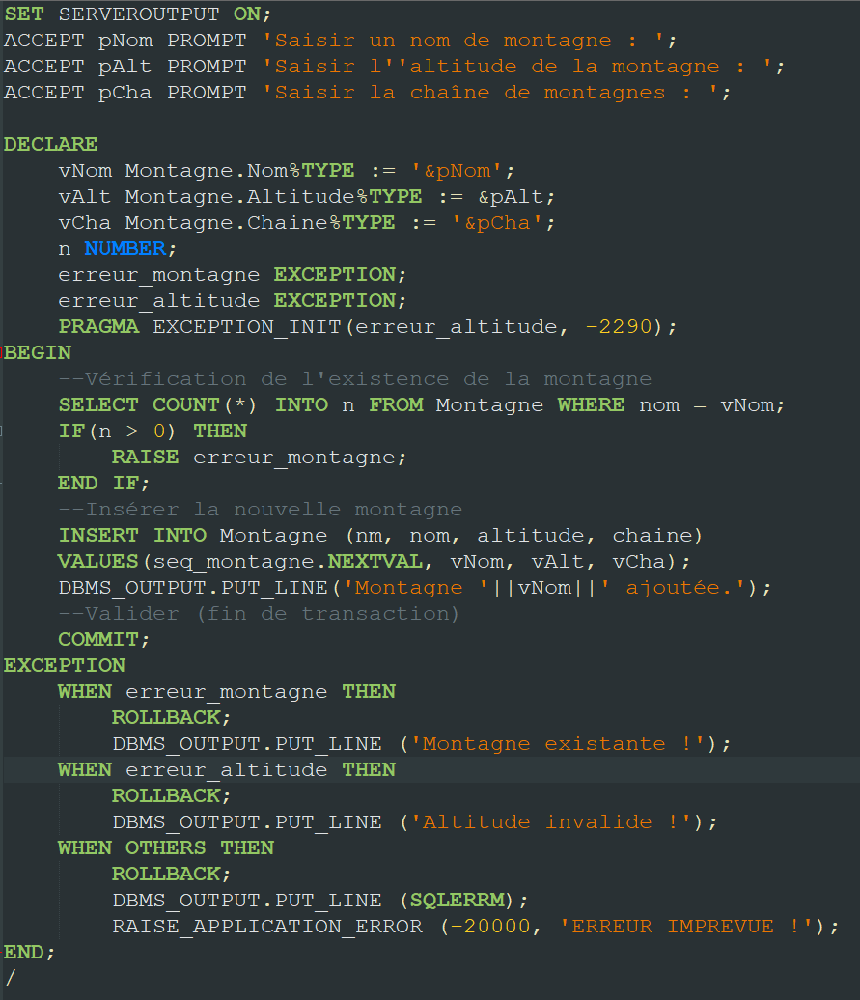 SET SERVEROUTPUT ON;
ACCEPT pNom PROMPT 'Saisir un nom de montagne : ';
ACCEPT pAlt PROMPT 'Saisir l''altitude de la montagne : ';
ACCEPT pCha PROMPT 'Saisir la chaîne de montagnes : ';

DECLARE
    vNom Montagne.Nom%TYPE := '&pNom';
    vAlt Montagne.Altitude%TYPE := &pAlt;
    vCha Montagne.Chaine%TYPE := '&pCha';
    n NUMBER;
    erreur_montagne EXCEPTION;
    erreur_altitude EXCEPTION;
    PRAGMA EXCEPTION_INIT(erreur_altitude, -2290);
BEGIN
    --Vérification de l'existence de la montagne
    SELECT COUNT(*) INTO n FROM Montagne WHERE nom = vNom;
    IF(n > 0) THEN
        RAISE erreur_montagne;
    END IF;
    --Insérer la nouvelle montagne
    INSERT INTO Montagne (nm, nom, altitude, chaine)
    VALUES(seq_montagne.NEXTVAL, vNom, vAlt, vCha);
    DBMS_OUTPUT.PUT_LINE('Montagne '||vNom||' ajoutée.');
    --Valider (fin de transaction)
    COMMIT;
EXCEPTION
    WHEN erreur_montagne THEN
        ROLLBACK;
        DBMS_OUTPUT.PUT_LINE ('Montagne existante !');
    WHEN erreur_altitude THEN
        ROLLBACK;
        DBMS_OUTPUT.PUT_LINE ('Altitude invalide !');
    WHEN OTHERS THEN
        ROLLBACK;
        DBMS_OUTPUT.PUT_LINE (SQLERRM);
        RAISE_APPLICATION_ERROR (-20000, 'ERREUR IMPREVUE !');
END;
/